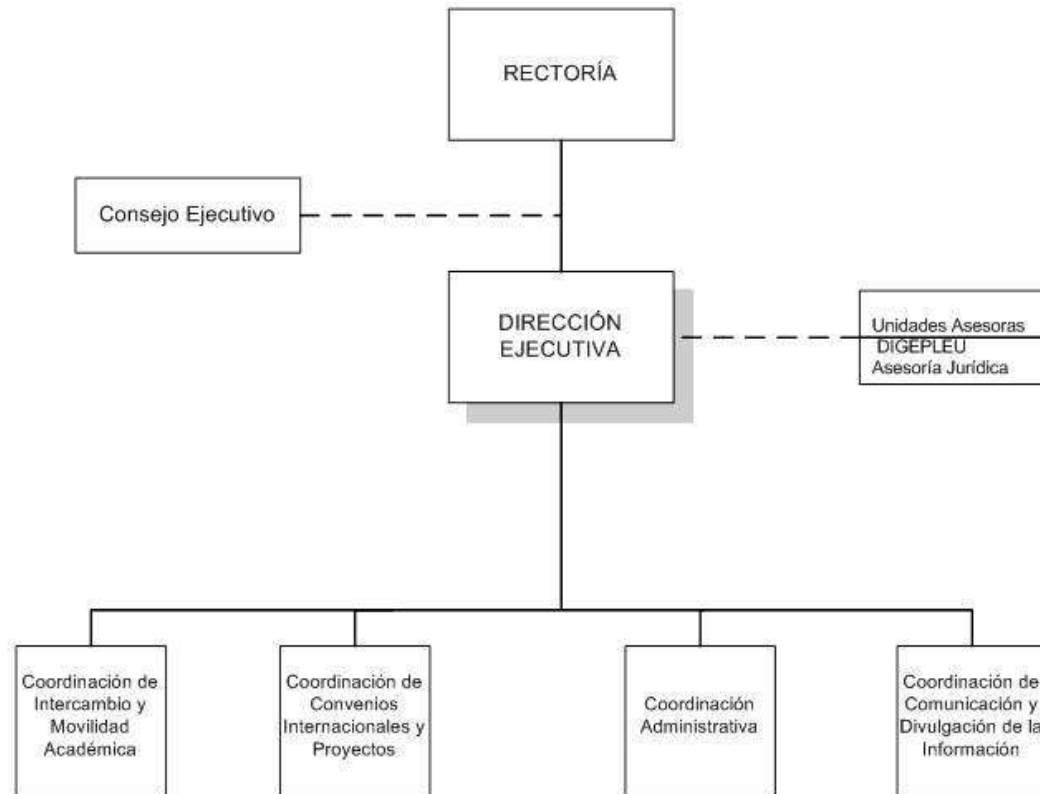 RECTORÍA
Consejo Ejecutivo
DIRECCIÓN
EJECUTIVA
Unidades Asesoras
DIGEPLEU
Asesoría Jurídica
Coordinación de
Intercambio y
Movilidad
Académica
Coordinación de
Convenios
Internacionales y
Proyectos
Coordinación
Administrativa
Coordinación de
Comunicación y
Divulgación de la
Información